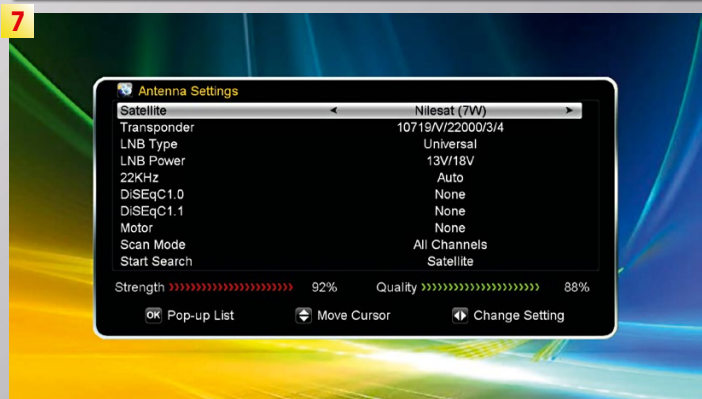 7
Antenna Settings
Satellite Nilesat (7W)
Transponder 10719/V/22000/3/4
LNB Type Universal
LNB Power 13V/18V
22KHz Auto
DiSEqC1.0 None
DiSEqC1.1 None
Motor None
Scan Mode All Channels
Start Search Satellite
Strength 92% Quality 88%
OK Pop-up List Move Cursor Change Setting